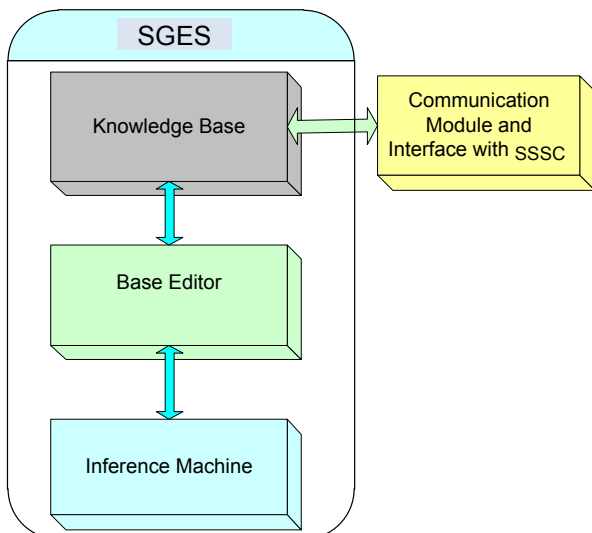 SGES
Knowledge Base
Communication
Module and
Interface with SSSC
Base Editor
Inference Machine